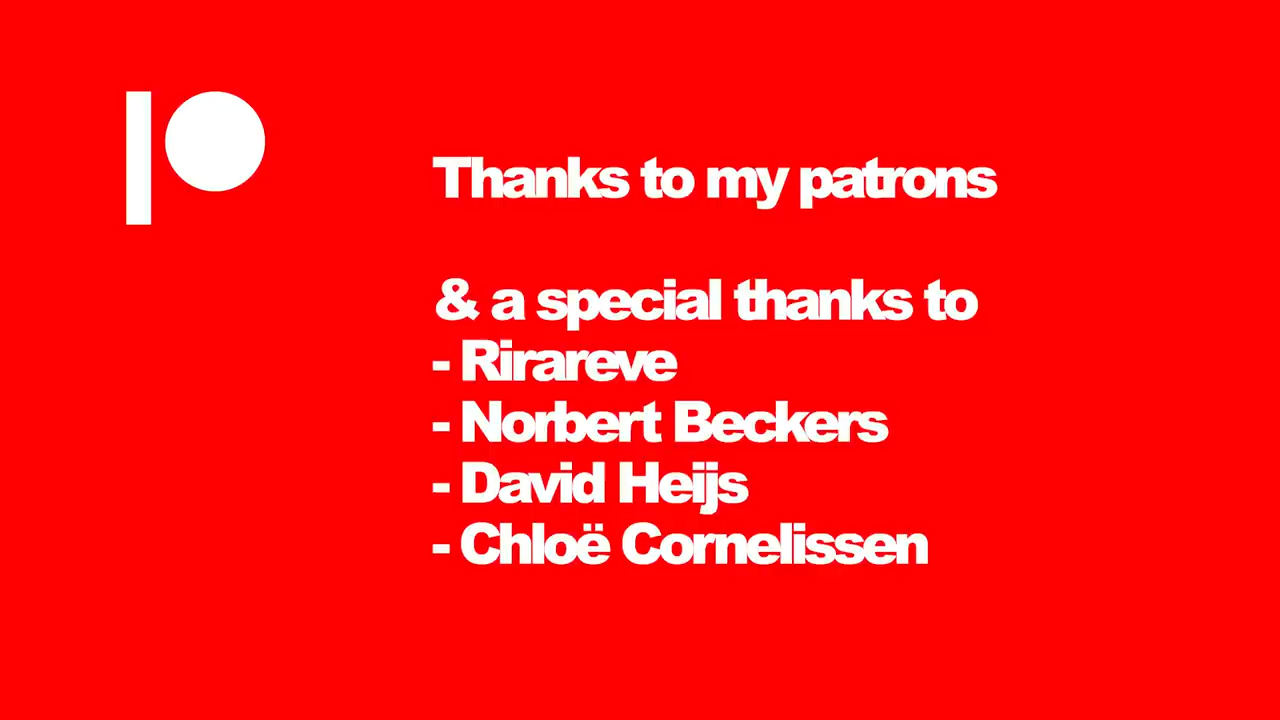 Thanks to my patrons
& a special thanks to
- Rirareve
- Norbert Beckers
- David Heijs
- Chloë Cornelissen